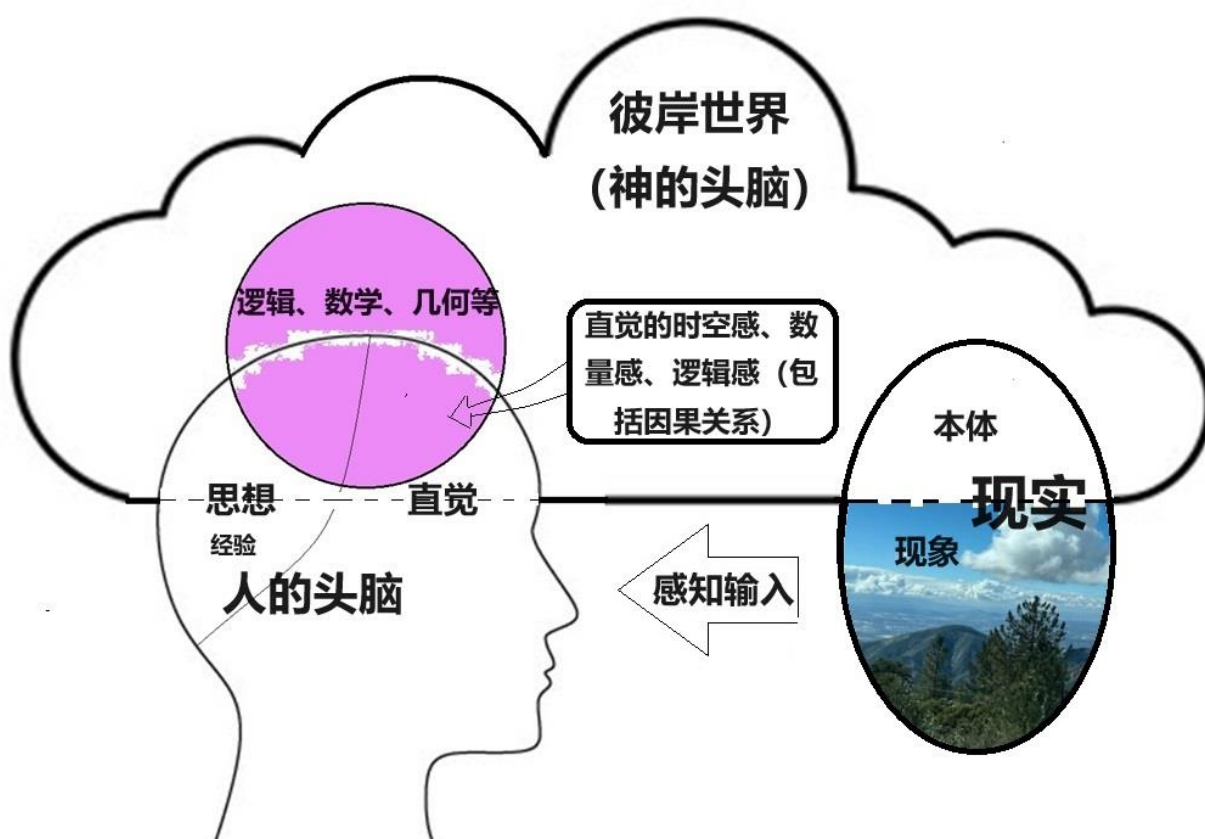 彼岸世界
（神的头脑）
逻辑、数学、几何等
直觉的时空感、数
量感、逻辑感（包
括因果关系）
本体
现实
现象
思想
直觉
经验
人的头脑
感知输入